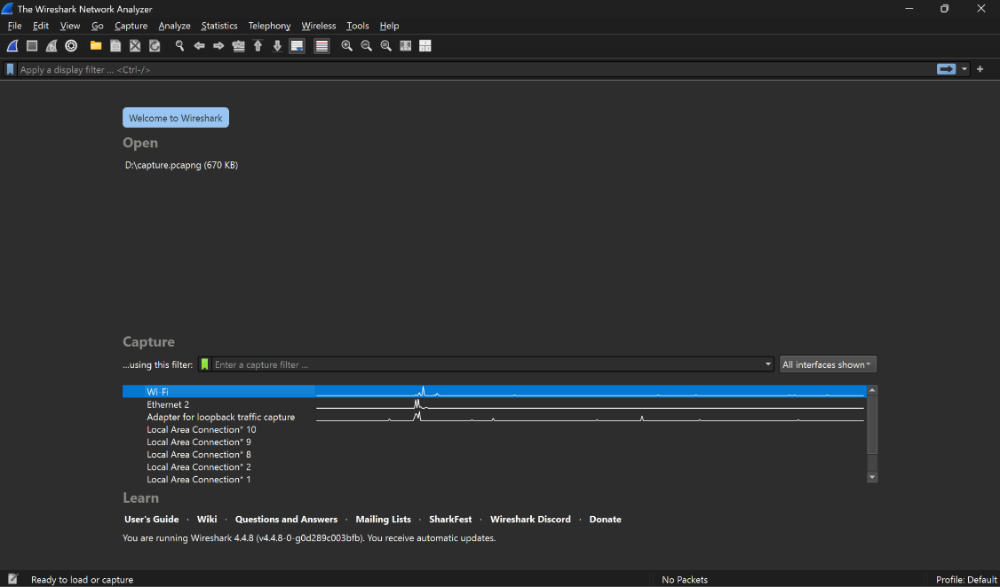 The Wireshark Network Analyzer
File Edit View Go Capture Analyze Statistics Telephony Wireless Tools Help
Apply a display filter ... <Ctrl-/>
Welcome to Wireshark
Open
D:\capture.pcapng (670 KB)
Capture
...using this filter: Enter a capture filter ... All interfaces shown
Wi-Fi
Ethernet 2
Adapter for loopback traffic capture
Local Area Connection* 10
Local Area Connection* 9
Local Area Connection* 8
Local Area Connection* 2
Local Area Connection* 1
Learn
User's Guide · Wiki · Questions and Answers · Mailing Lists · SharkFest · Wireshark Discord · Donate
You are running Wireshark 4.4.8 (v4.4.8-0-g0d289c003bfb). You receive automatic updates.
Ready to load or capture No Packets Profile: Default